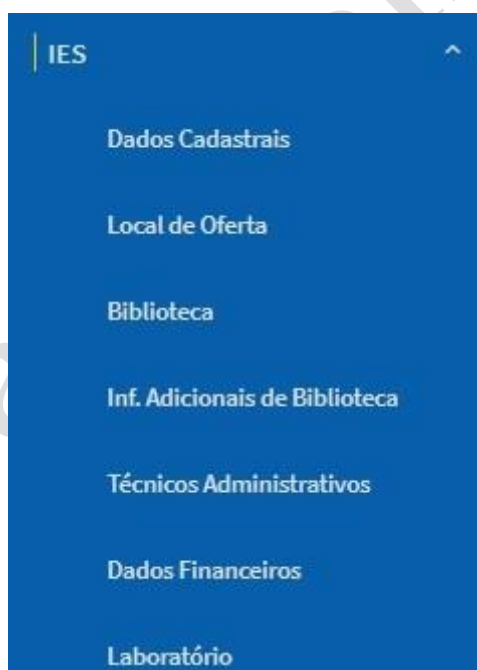 IES
Dados Cadastrais
Local de Oferta
Biblioteca
Inf. Adicionais de Biblioteca
Técnicos Administrativos
Dados Financeiros
Laboratório